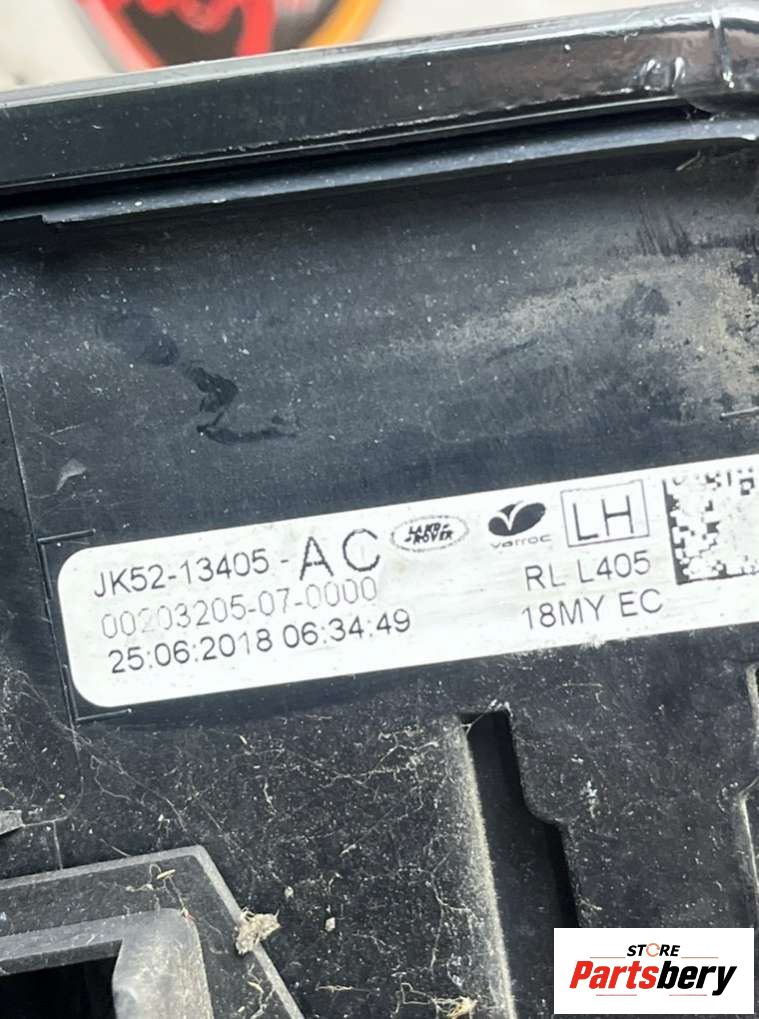 JK52-13405-AC
LAND ROVER
varroc
LH
00203205-07-0000
RL L405
25:06:2018 06:34:49
18MY EC
STORE
Partsbery